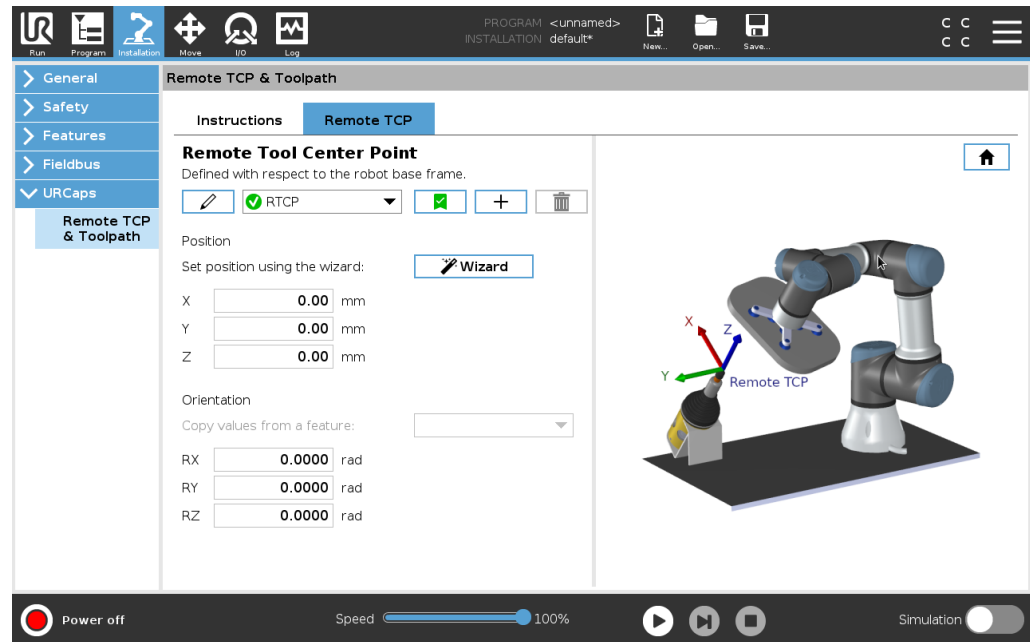 UR
PROGRAM <unnamed>
INSTALLATION default*
C C
C C
Run Program Installation Move I/O Log New... Open... Save...
General
Safety
Features
Fieldbus
URCaps
Remote TCP
& Toolpath
Remote TCP & Toolpath
Instructions Remote TCP
Remote Tool Center Point
Defined with respect to the robot base frame.
RTCP
Position
Set position using the wizard: Wizard
X 0.00 mm
Y 0.00 mm
Z 0.00 mm
Orientation
Copy values from a feature:
RX 0.0000 rad
RY 0.0000 rad
RZ 0.0000 rad
X
Z
Y
Remote TCP
Power off Speed 100% Simulation